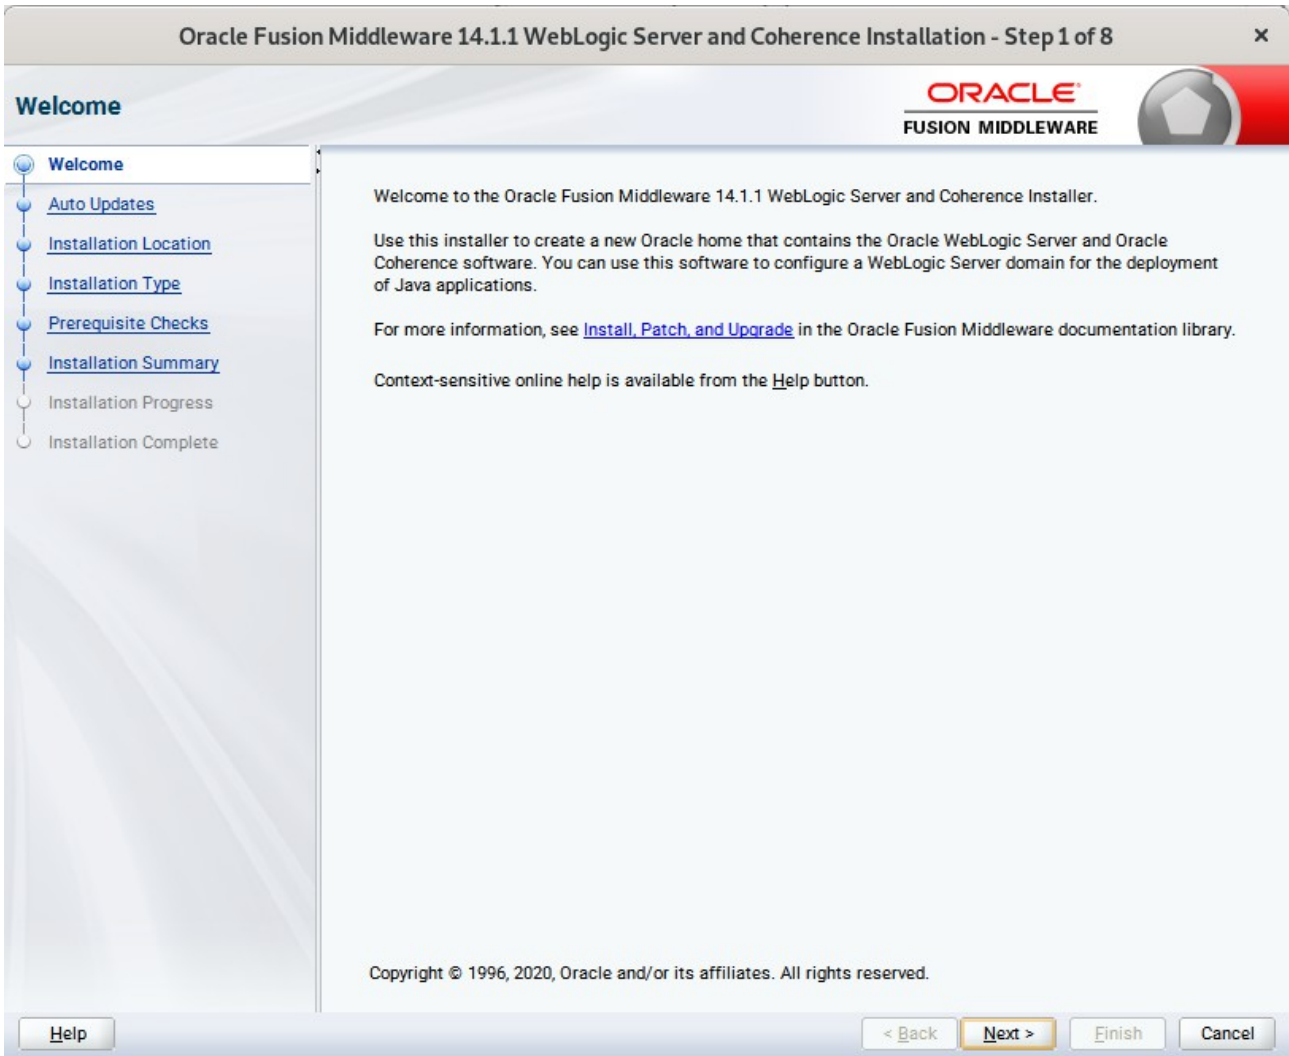 Oracle Fusion Middleware 14.1.1 WebLogic Server and Coherence Installation - Step 1 of 8
Welcome
ORACLE
FUSION MIDDLEWARE
Welcome
Auto Updates
Installation Location
Installation Type
Prerequisite Checks
Installation Summary
Installation Progress
Installation Complete
Welcome to the Oracle Fusion Middleware 14.1.1 WebLogic Server and Coherence Installer.
Use this installer to create a new Oracle home that contains the Oracle WebLogic Server and Oracle
Coherence software. You can use this software to configure a WebLogic Server domain for the deployment
of Java applications.
For more information, see Install, Patch, and Upgrade in the Oracle Fusion Middleware documentation library.
Context-sensitive online help is available from the Help button.
Copyright © 1996, 2020, Oracle and/or its affiliates. All rights reserved.
Help
< Back
Next >
Finish
Cancel